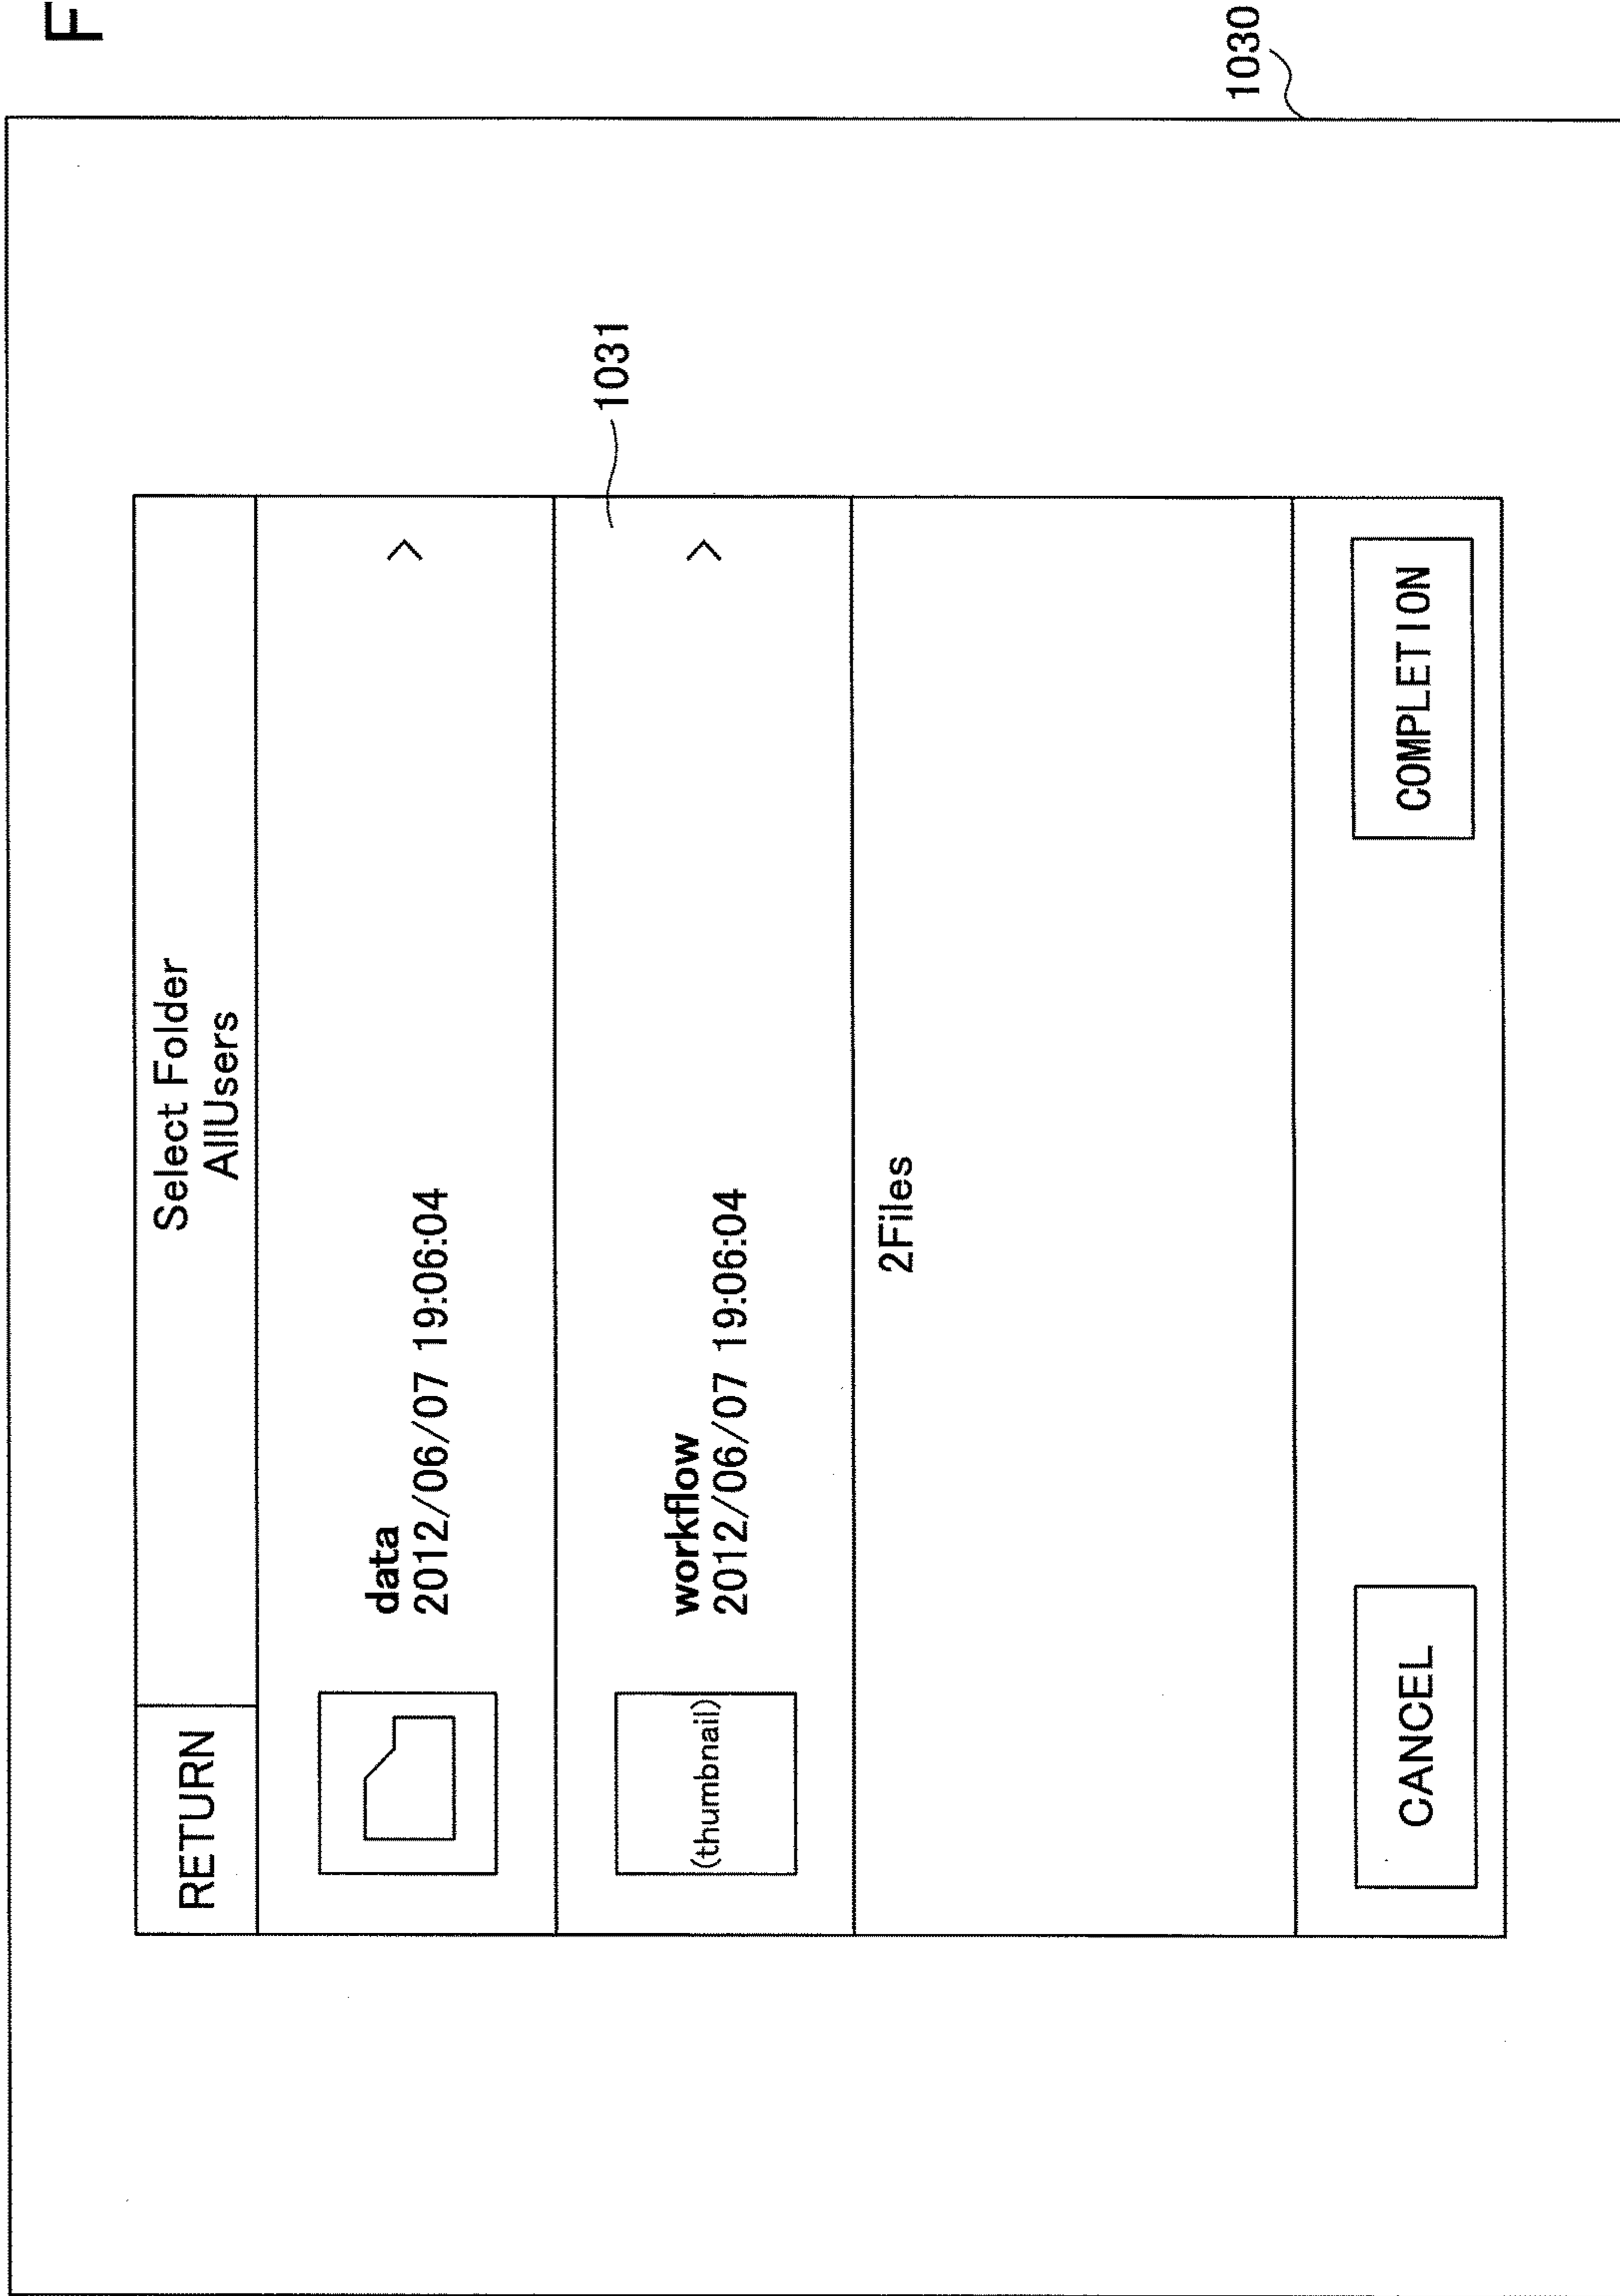 F
RETURN
Select Folder
AllUsers
data
2012/06/07 19:06:04
>
1031
(thumbnail)
workflow
2012/06/07 19:06:04
>
2Files
CANCEL
COMPLETION
1030